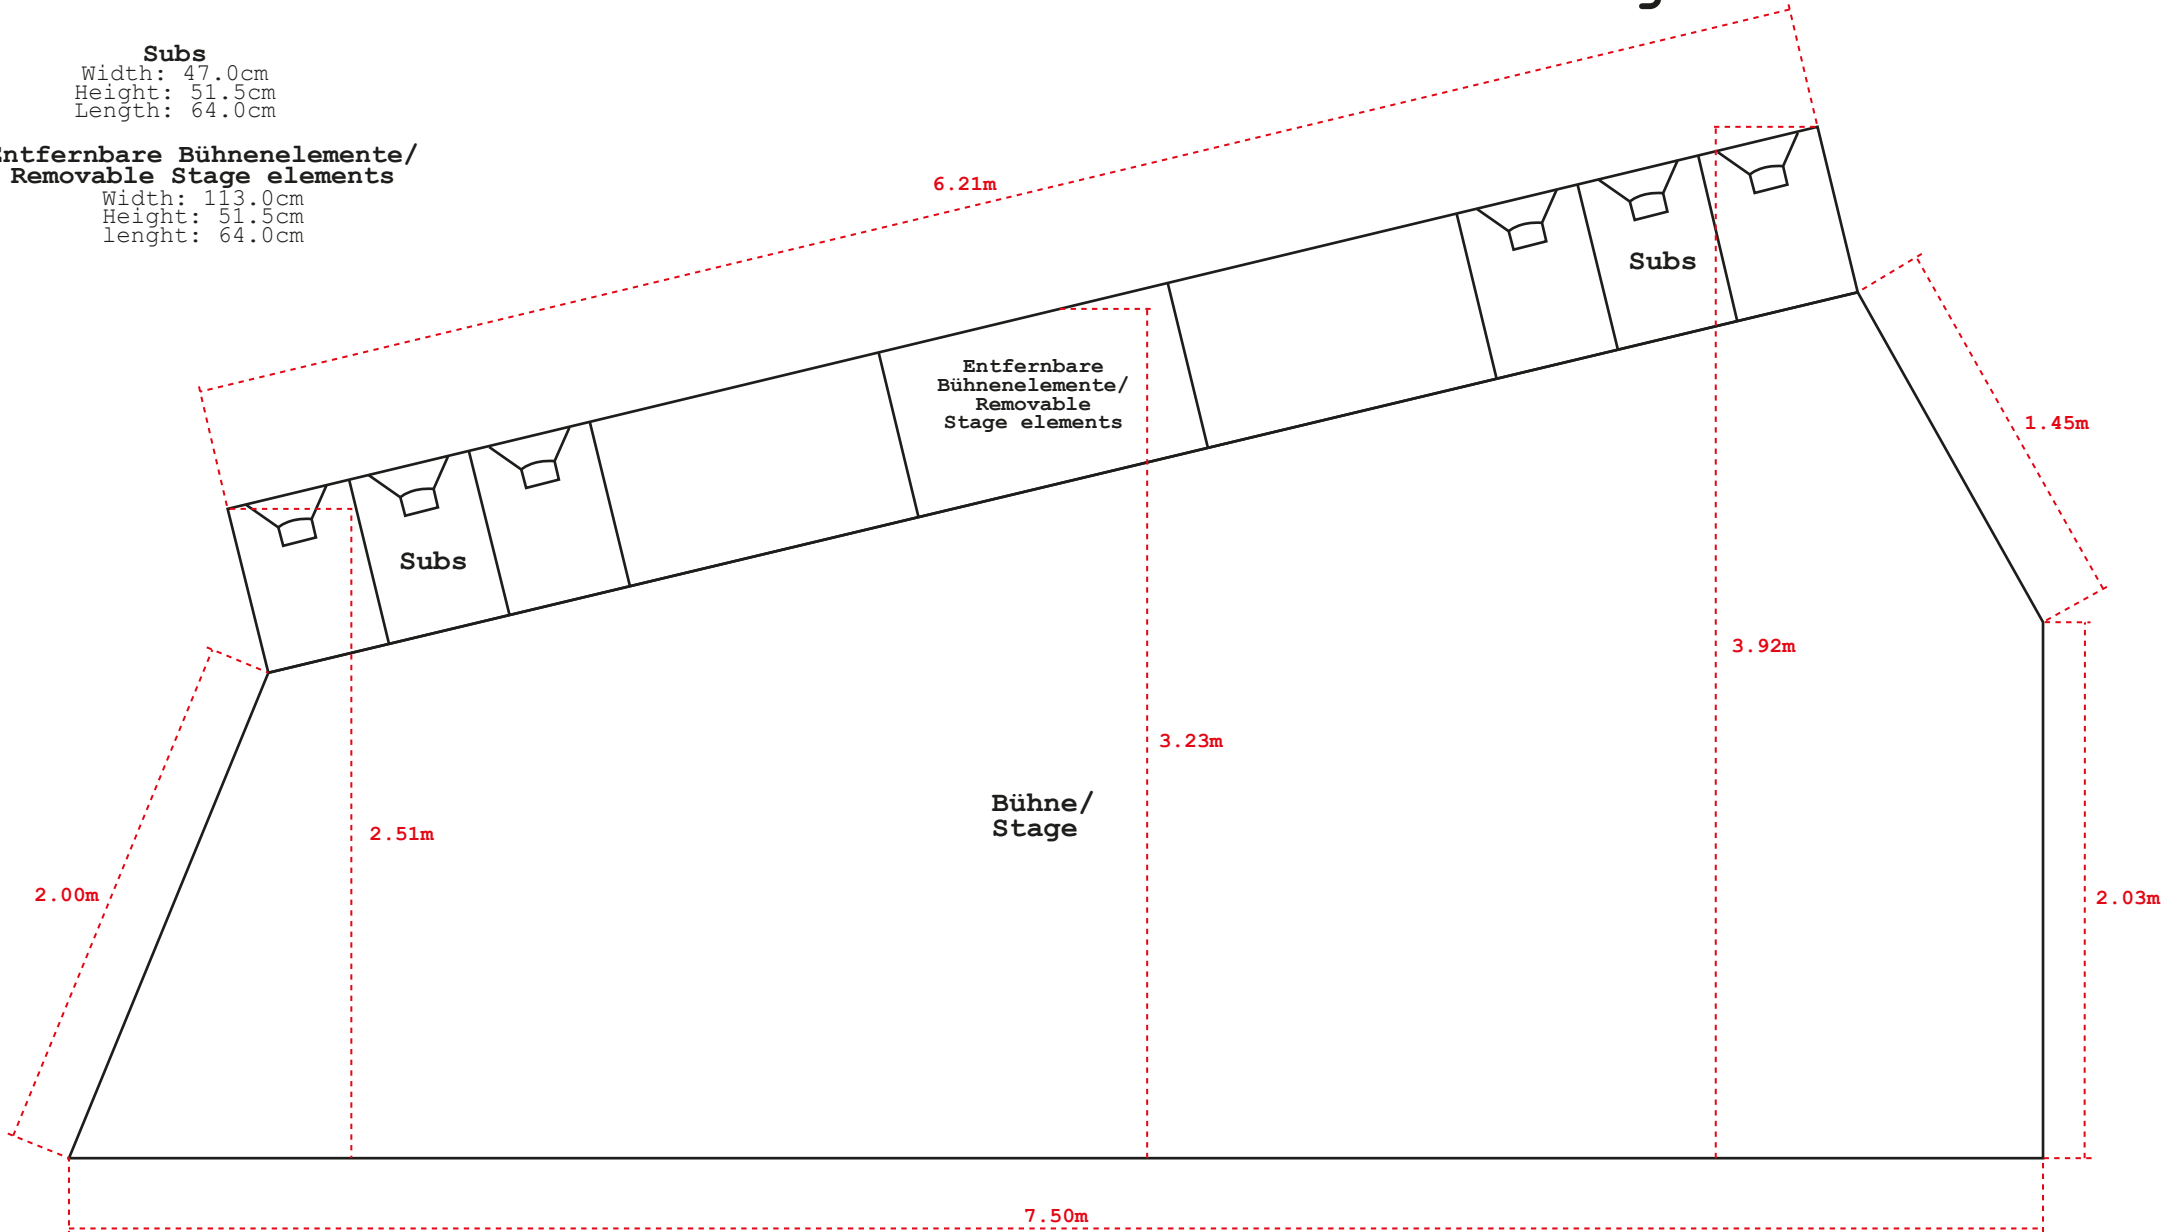 Subs
Width: 47.0cm
Height: 51.5cm
Length: 64.0cm
Entfernbare Bühnenelemente/
Removable Stage elements
Width: 113.0cm
Height: 51.5cm
lenght: 64.0cm
6.21m
Subs
Entfernbare
Bühnenelemente/
Removable
Stage elements
1.45m
Subs
3.92m
3.23m
Bühne/
Stage
2.51m
2.00m
2.03m
7.50m